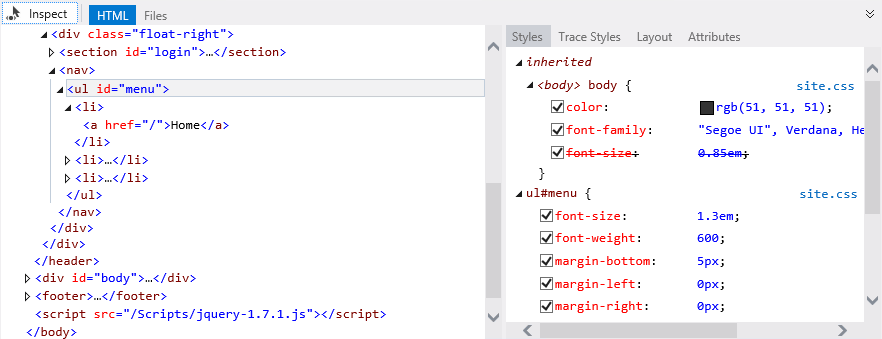 Inspect HTML Files
<div class="float-right">
<section id="login">…</section>
<nav>
<ul id="menu">
<li>
<a href="/">Home</a>
</li>
<li>…</li>
<li>…</li>
</ul>
</nav>
</div>
</div>
</header>
<div id="body">…</div>
<footer>…</footer>
<script src="/Scripts/jquery-1.7.1.js"></script>
</body>
Styles Trace Styles Layout Attributes
inherited
<body> body { site.css
color: rgb(51, 51, 51);
font-family: "Segoe UI", Verdana, He
font-size: 0.85em;
}
ul#menu { site.css
font-size: 1.3em;
font-weight: 600;
margin-bottom: 5px;
margin-left: 0px;
margin-right: 0px;